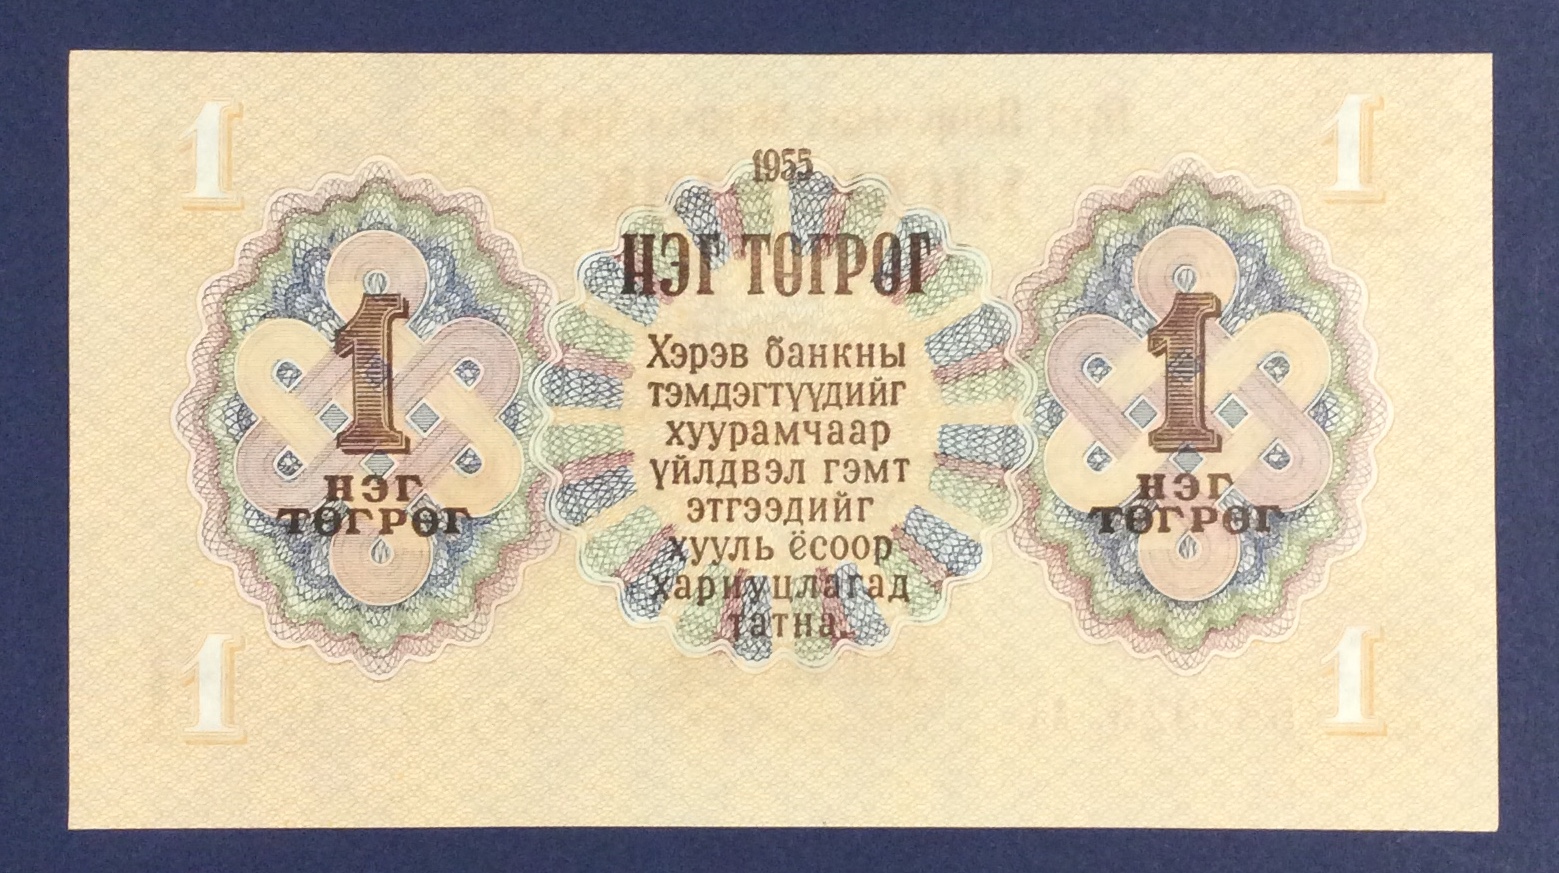 1 1
1955
НЭГ ТӨГРӨГ
Хэрэв банкны
тэмдэгтүүдийг
хуурамчаар
үйлдвэл гэмт
этгээдийг
хууль ёсоор
хариуцлагад
татна.
1
НЭГ
ТӨГРӨГ
1
НЭГ
ТӨГРӨГ
1 1